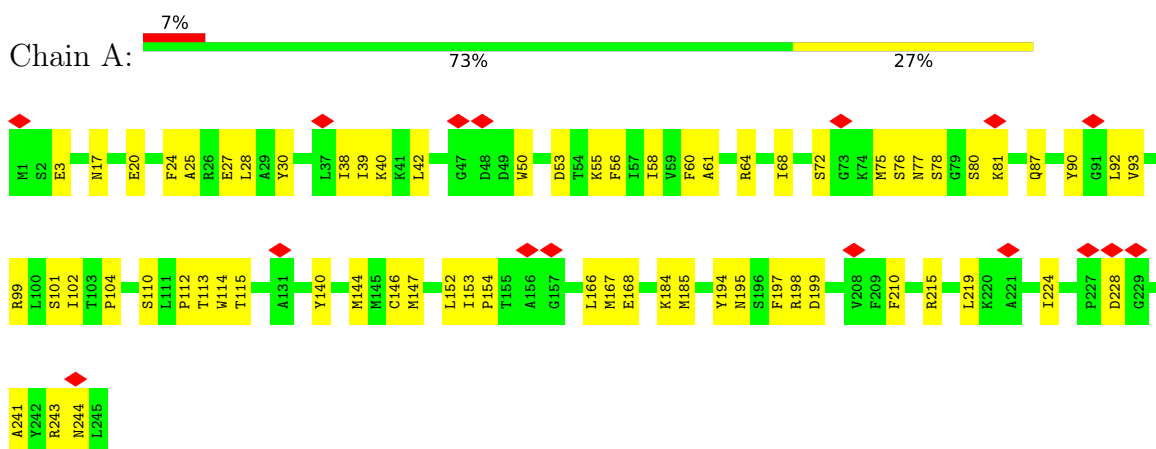 7%
Chain A:
73% 27%
M1 S2 E3 N17 E20 F24 A25 R26 E27 L28 A29 Y30 L37 I38 I39 K40 K41 L42 G47 D48 D49 W50 D53 T54 K55 F56 I57 I58 V59 F60 A61 R64 I68 S72 G73 K74 M75 S76 N77 S78 G79 S80 K81 Q87 Y90 G91 L92 V93
R99 L100 S101 I102 T103 P104 S110 L111 P112 T113 W114 T115 A131 Y140 M144 M145 C146 M147 L152 I153 P154 T155 A156 G157 L166 M167 E168 K184 M185 Y194 N195 S196 F197 R198 D199 V208 F209 F210 R215 L219 K220 A221 I224 P227 D228 G229
A241 Y242 R243 N244 L245